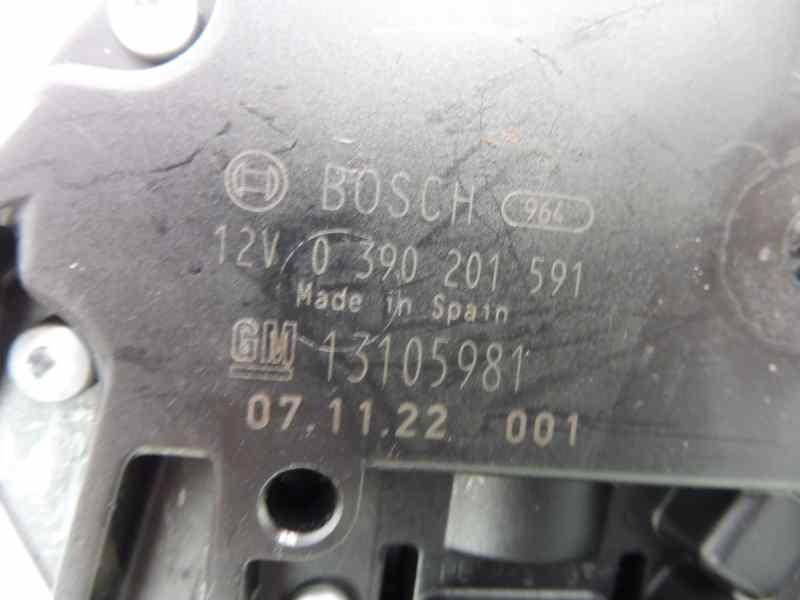 BOSCH 964
12V 0 390 201 591
Made in Spain
GM 13105981
07.11.22 001